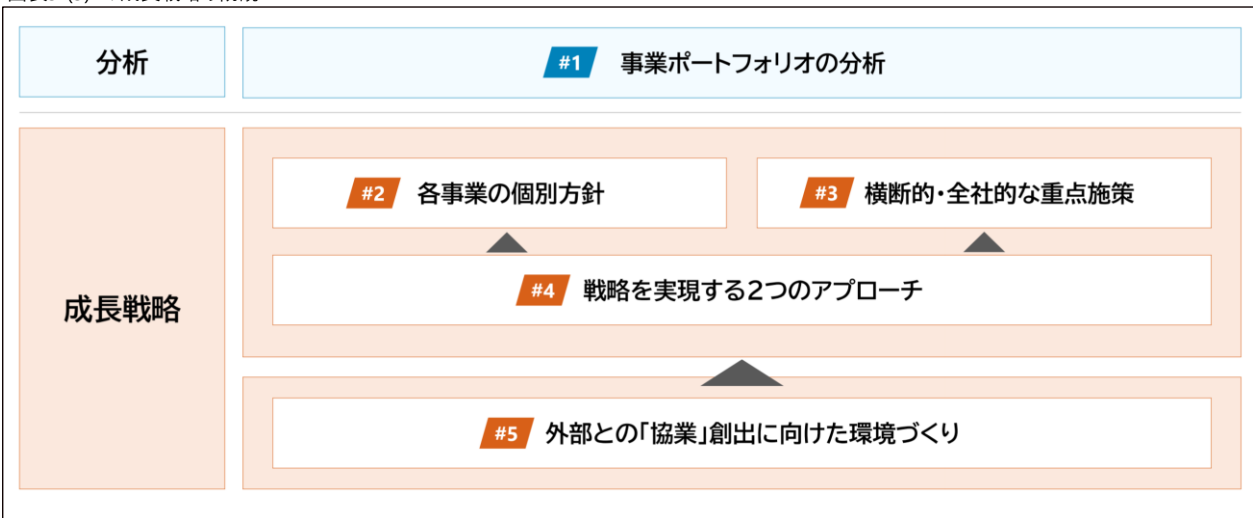 分析
#1 事業ポートフォリオの分析
成長戦略
#2 各事業の個別方針
#3 横断的・全社的な重点施策
#4 戦略を実現する2つのアプローチ
#5 外部との「協業」創出に向けた環境づくり